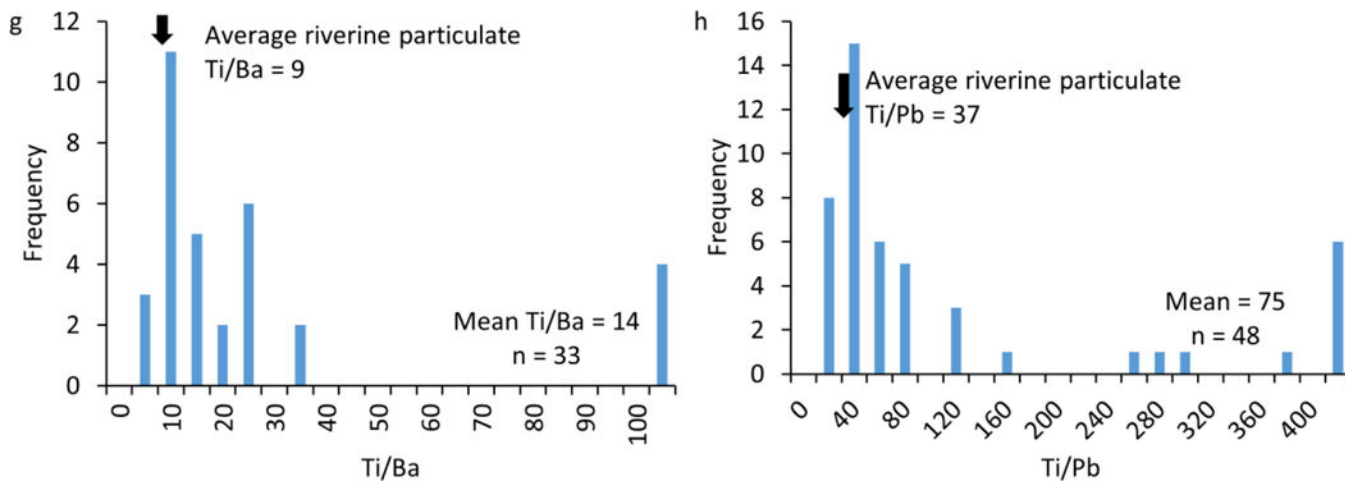 g
12
10
8
6
4
2
0
Frequency
Average riverine particulate
Ti/Ba = 9
Mean Ti/Ba = 14
n = 33
0
10
20
30
40
50
60
70
80
90
100
Ti/Ba
h
16
14
12
10
8
6
4
2
0
Frequency
Average riverine particulate
Ti/Pb = 37
Mean = 75
n = 48
0
40
80
120
160
200
240
280
320
360
400
Ti/Pb